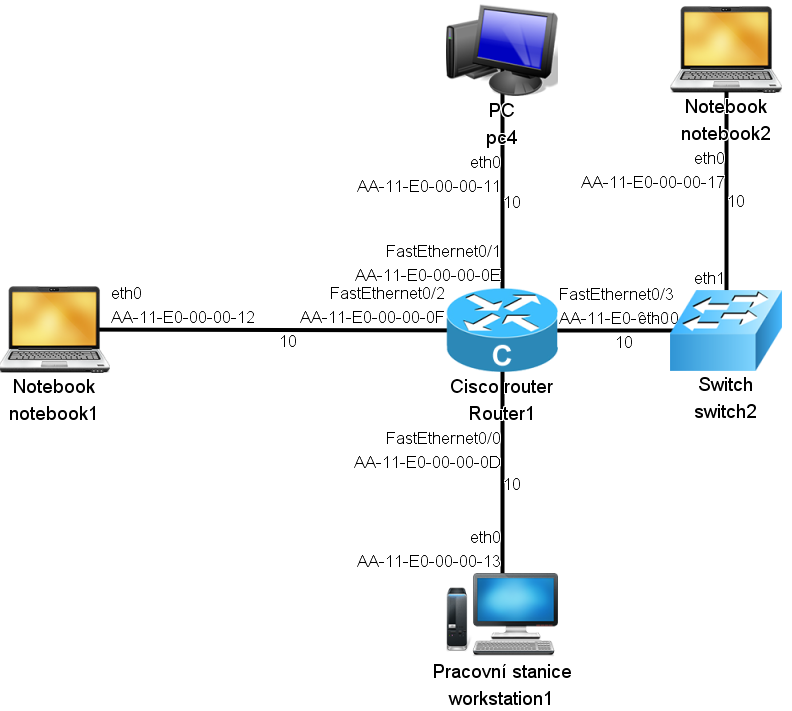 PC
pc4
eth0
AA-11-E0-00-00-11
10
Notebook
notebook2
eth0
AA-11-E0-00-00-17
10
FastEthernet0/1
AA-11-E0-00-00-0E
eth1
eth0
AA-11-E0-00-00-12
10
FastEthernet0/2
AA-11-E0-00-00-0F
FastEthernet0/3
AA-11-E0-
eth0
10
C
Notebook
notebook1
Cisco router
Router1
Switch
switch2
FastEthernet0/0
AA-11-E0-00-00-0D
10
eth0
AA-11-E0-00-00-13
Pracovní stanice
workstation1